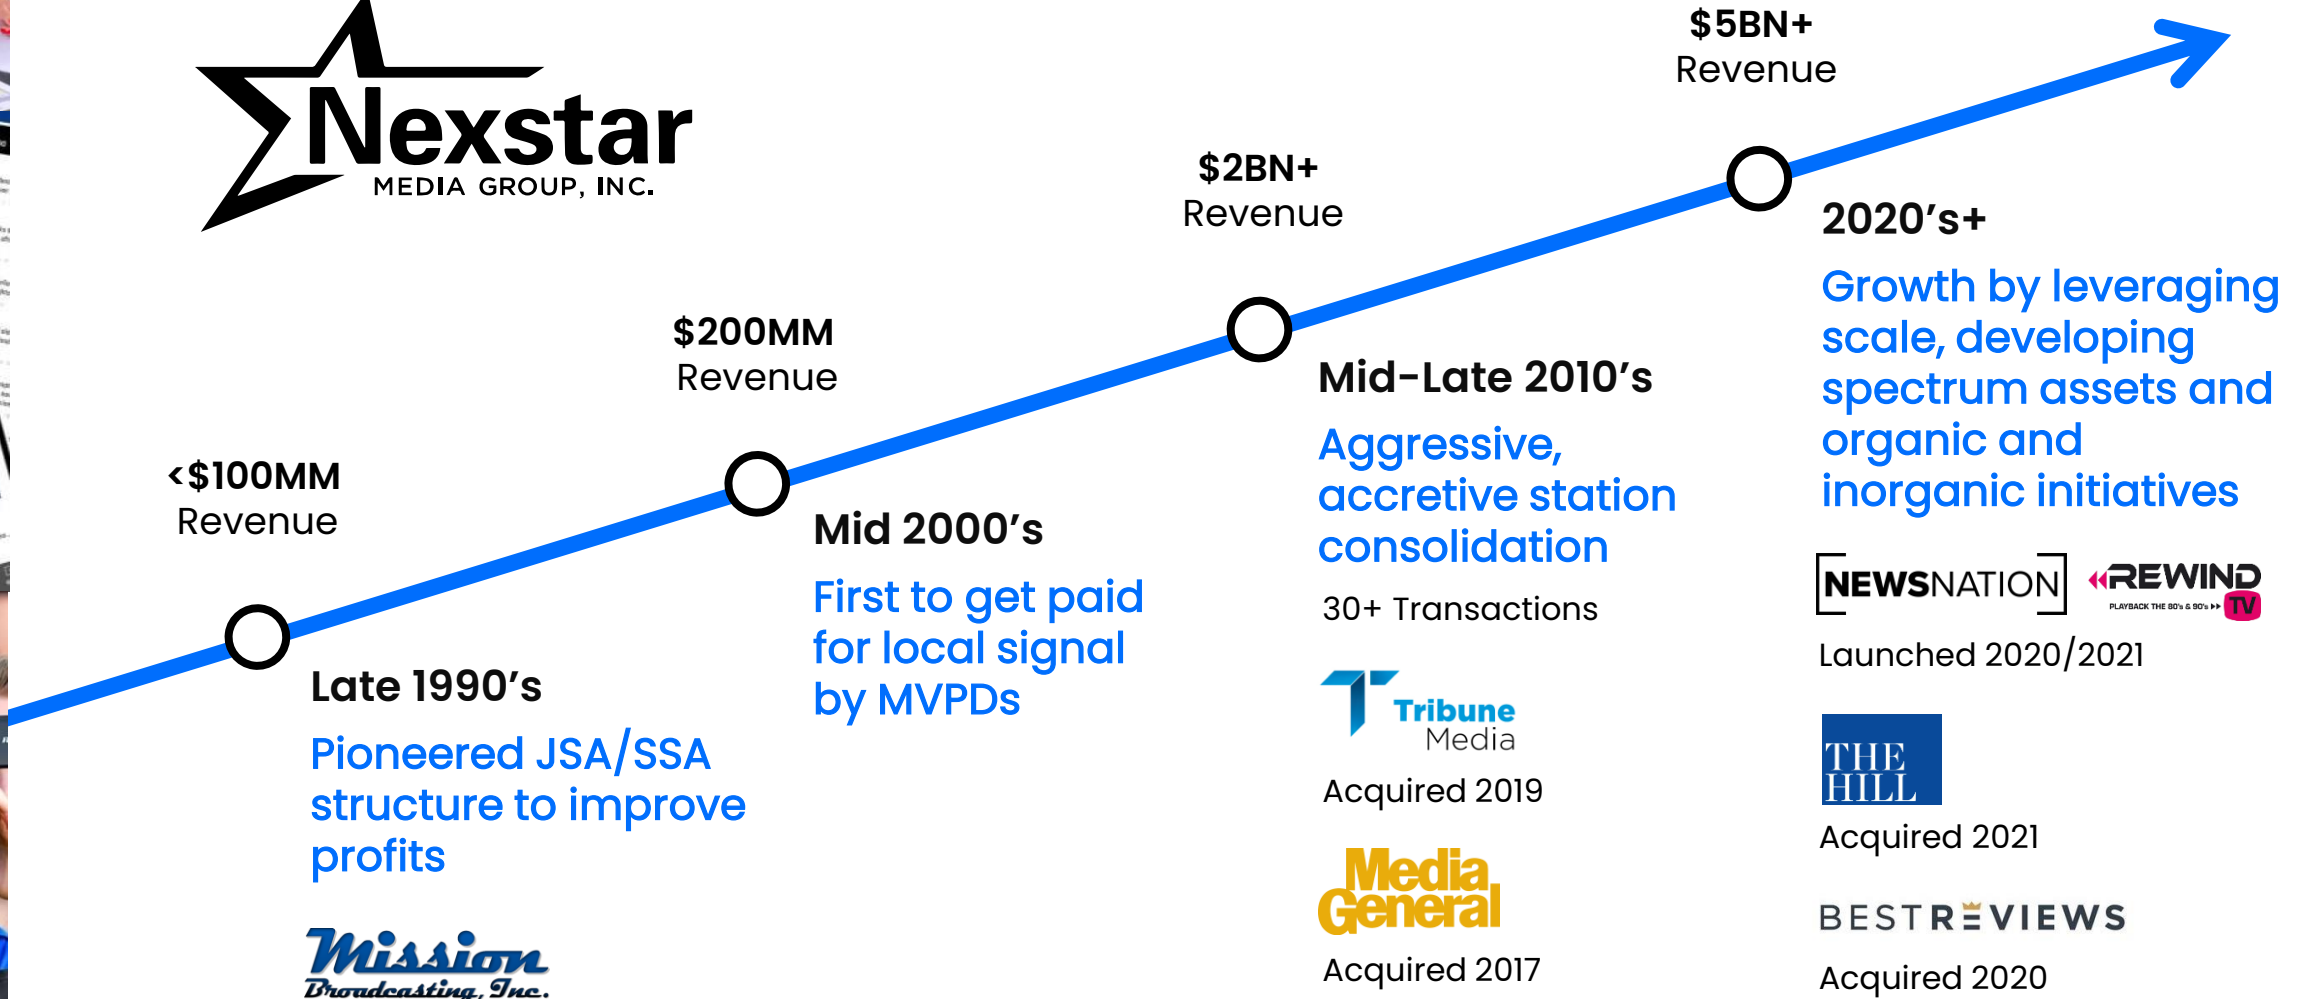 Nexstar
MEDIA GROUP, INC.
<$100MM
Revenue
Late 1990's
Pioneered JSA/SSA
structure to improve
profits
Mission
Broadcasting, Inc.
$200MM
Revenue
Mid 2000's
First to get paid
for local signal
by MVPDs
$2BN+
Revenue
Mid-Late 2010's
Aggressive,
accretive station
consolidation
30+ Transactions
Tribune
Media
Acquired 2019
Media
General
Acquired 2017
$5BN+
Revenue
2020's+
Growth by leveraging
scale, developing
spectrum assets and
organic and
inorganic initiatives
NEWSNATION
REWIND
PLAYBACK THE 80's & 90's TV
Launched 2020/2021
THE
HILL
Acquired 2021
BESTREVIEWS
Acquired 2020